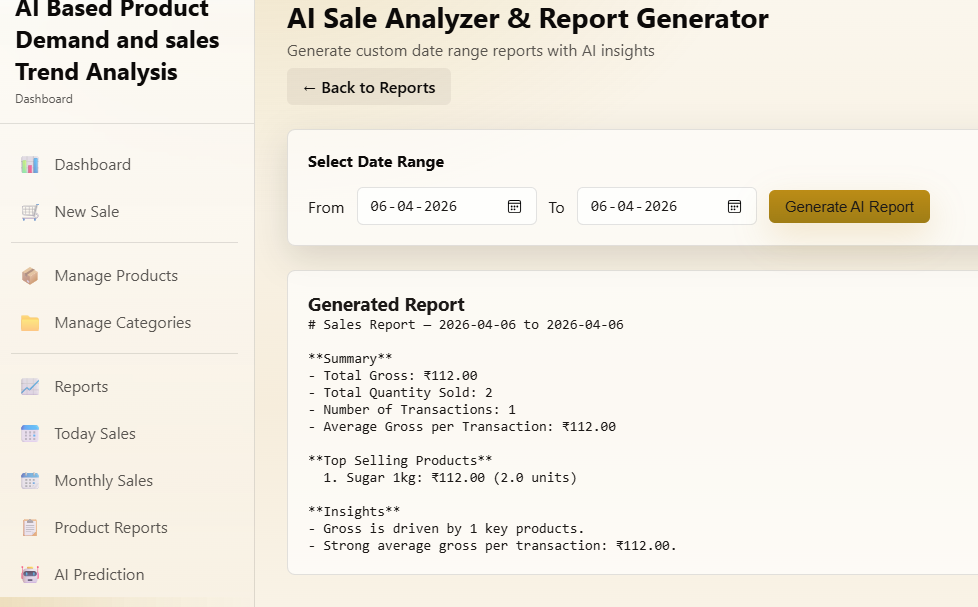 AI Based Product
Demand and sales
Trend Analysis
Dashboard
Dashboard
New Sale
Manage Products
Manage Categories
Reports
Today Sales
Monthly Sales
Product Reports
AI Prediction
AI Sale Analyzer & Report Generator
Generate custom date range reports with AI insights
← Back to Reports
Select Date Range
From 06-04-2026 To 06-04-2026 Generate AI Report
Generated Report
# Sales Report — 2026-04-06 to 2026-04-06
**Summary**
- Total Gross: ₹112.00
- Total Quantity Sold: 2
- Number of Transactions: 1
- Average Gross per Transaction: ₹112.00
**Top Selling Products**
1. Sugar 1kg: ₹112.00 (2.0 units)
**Insights**
- Gross is driven by 1 key products.
- Strong average gross per transaction: ₹112.00.